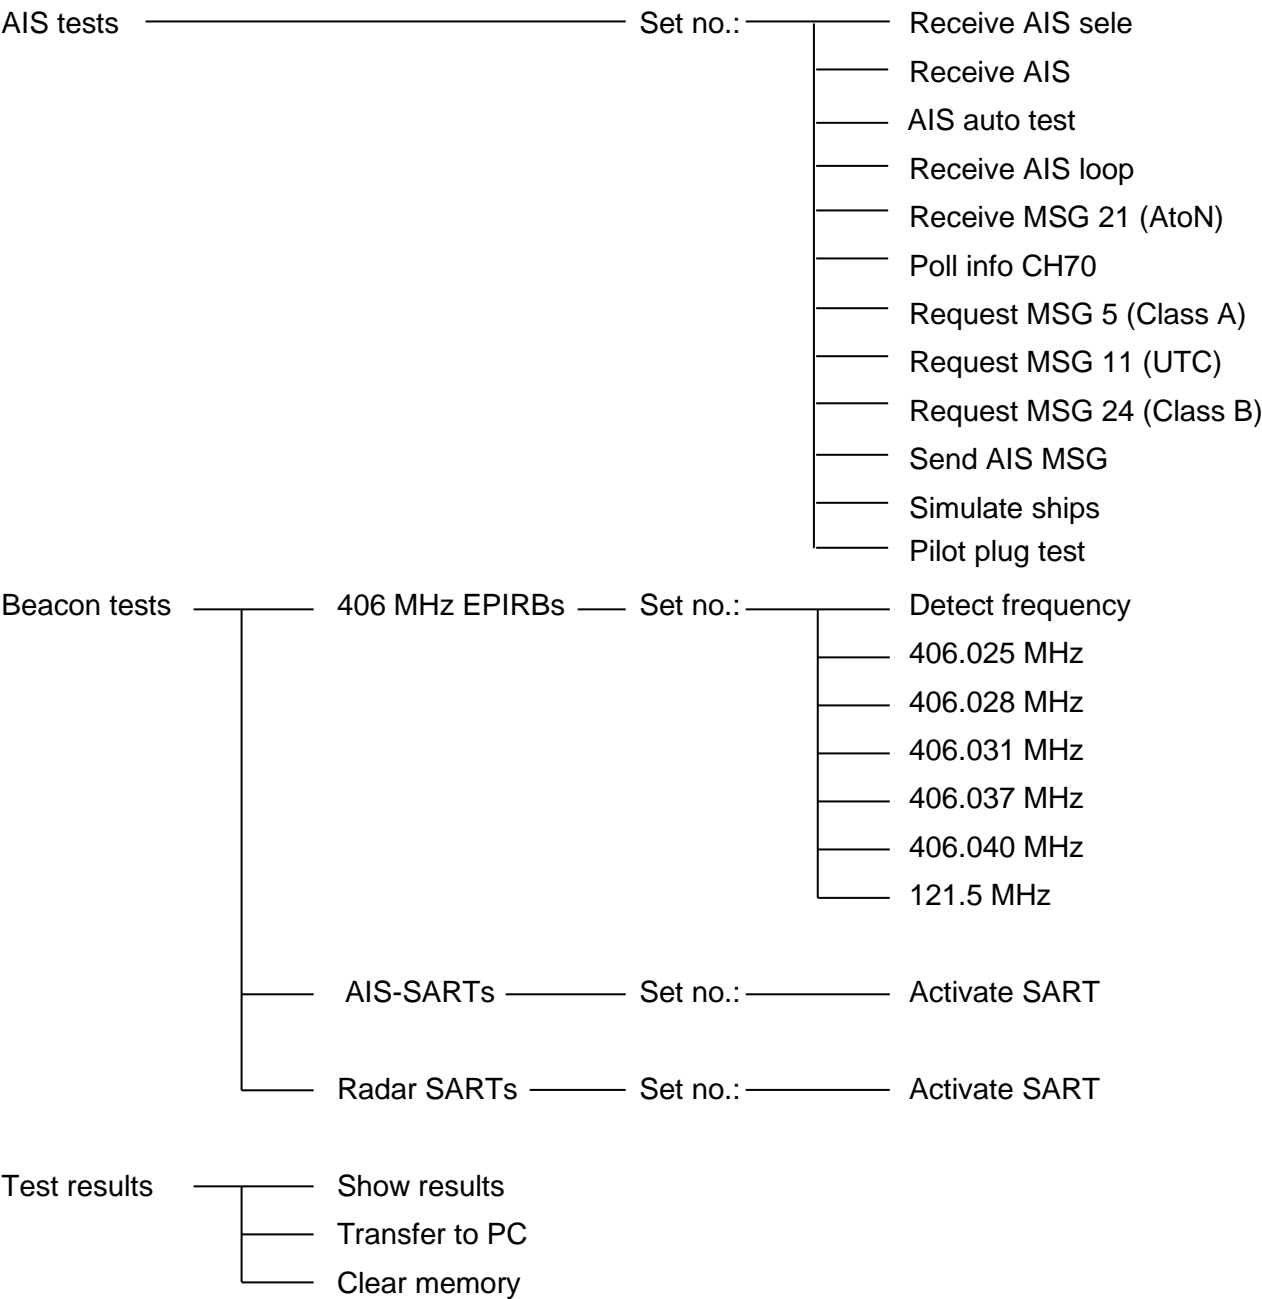 AIS tests Set no.: Receive AIS sele
Receive AIS
AIS auto test
Receive AIS loop
Receive MSG 21 (AtoN)
Poll info CH70
Request MSG 5 (Class A)
Request MSG 11 (UTC)
Request MSG 24 (Class B)
Send AIS MSG
Simulate ships
Pilot plug test
Beacon tests 406 MHz EPIRBs Set no.: Detect frequency
406.025 MHz
406.028 MHz
406.031 MHz
406.037 MHz
406.040 MHz
121.5 MHz
AIS-SARTs Set no.: Activate SART
Radar SARTs Set no.: Activate SART
Test results Show results
Transfer to PC
Clear memory